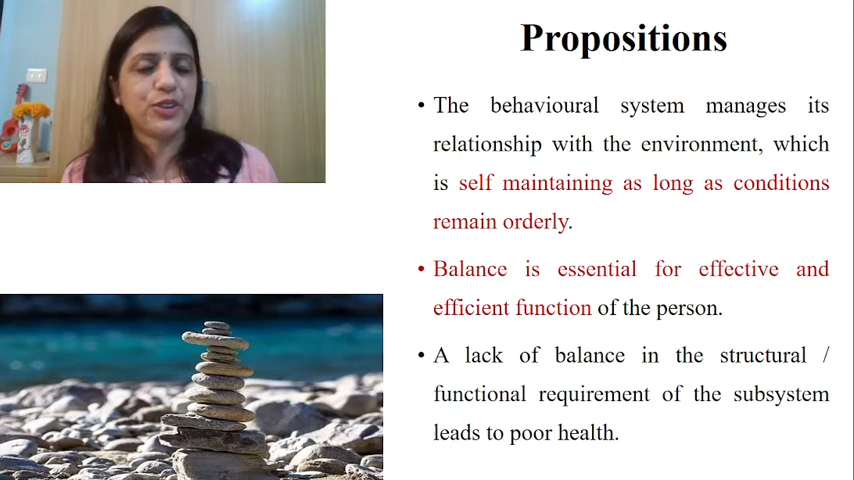 Propositions
• The behavioural system manages its
relationship with the environment, which
is self maintaining as long as conditions
remain orderly.
• Balance is essential for effective and
efficient function of the person.
• A lack of balance in the structural /
functional requirement of the subsystem
leads to poor health.